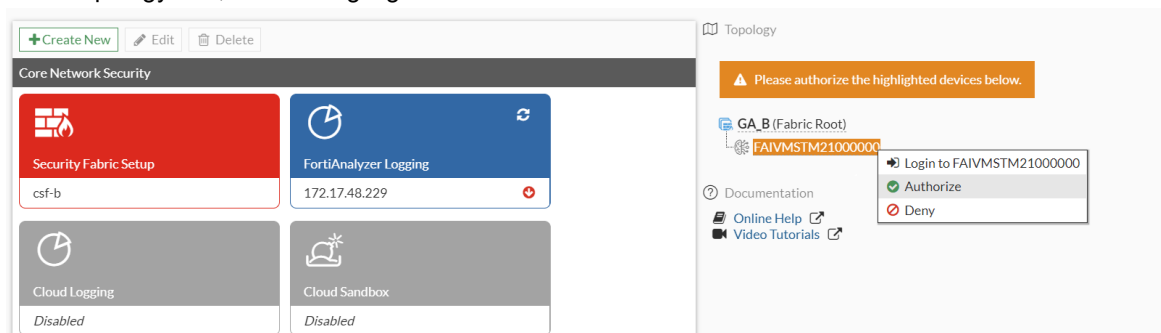 +Create New Edit Delete
Core Network Security
Security Fabric Setup
csf-b
FortiAnalyzer Logging
172.17.48.229
Cloud Logging
Disabled
Cloud Sandbox
Disabled
Topology
Please authorize the highlighted devices below.
GA_B (Fabric Root)
FAIVMSTM21000000
Login to FAIVMSTM21000000
Authorize
Deny
Documentation
Online Help
Video Tutorials